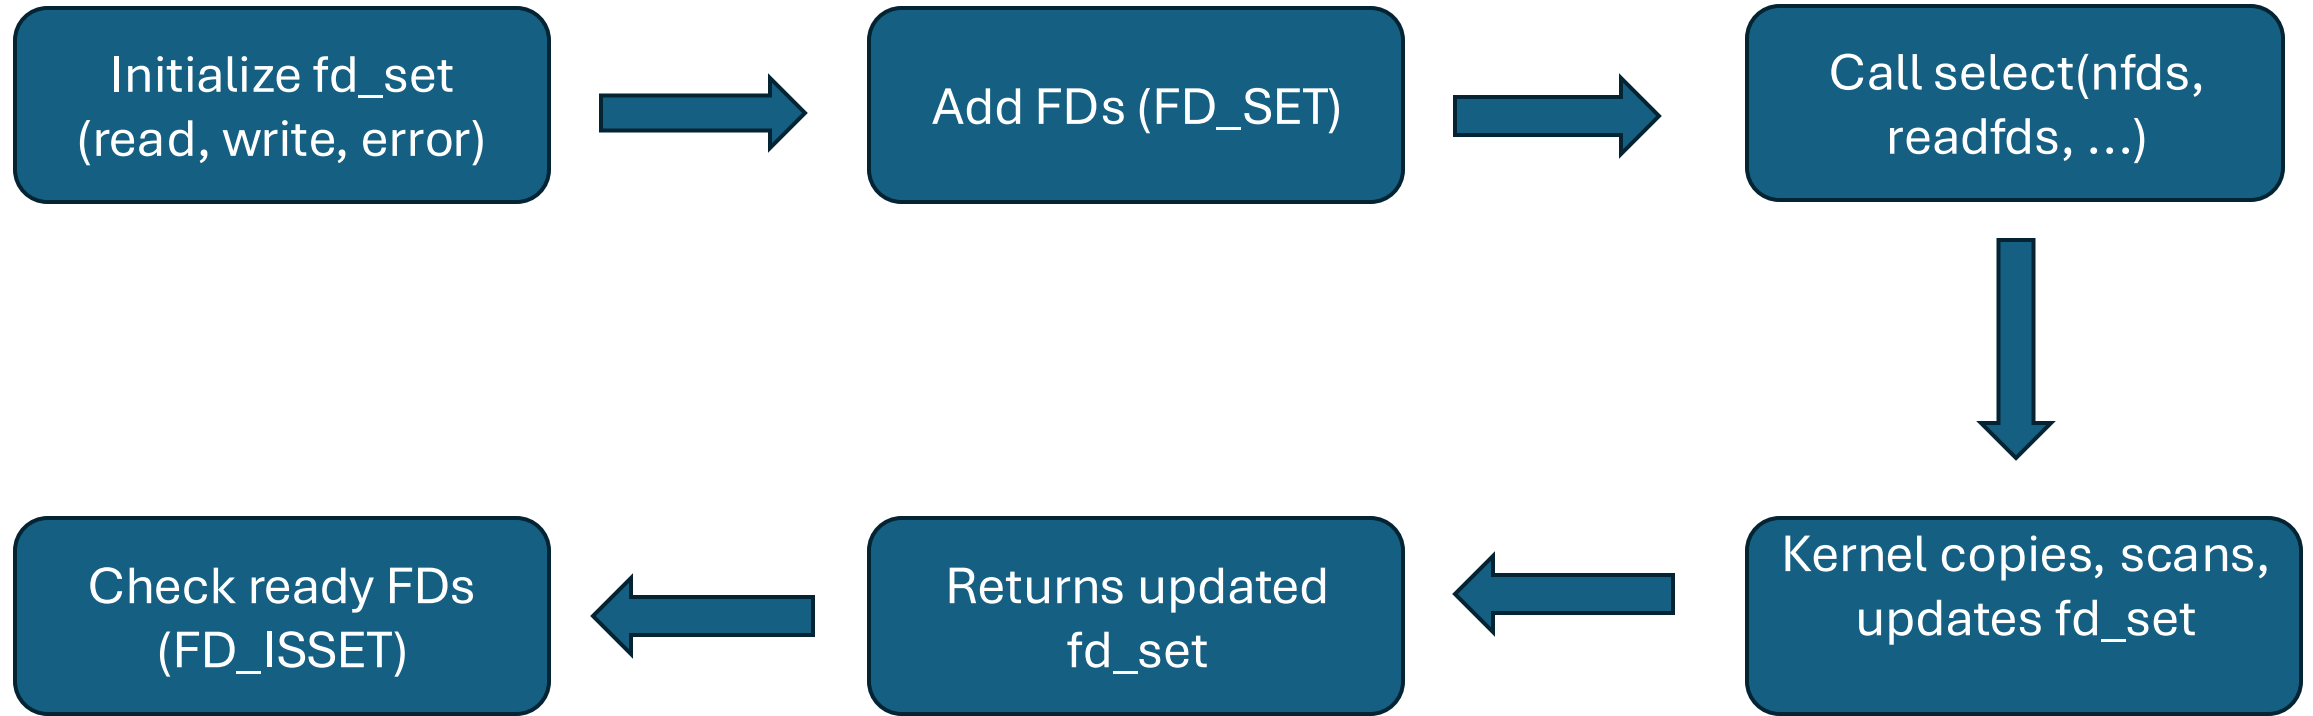 Initialize fd_set
(read, write, error)
Add FDs (FD_SET)
Call select(nfds,
readfds, ...)
Kernel copies, scans,
updates fd_set
Returns updated
fd_set
Check ready FDs
(FD_ISSET)